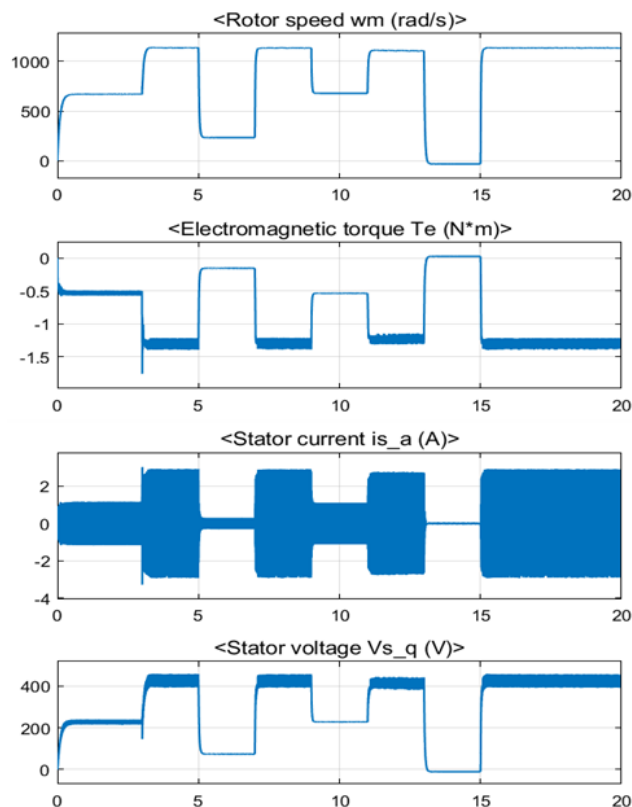 <Rotor speed wm (rad/s)>
1000
500
0
0 5 10 15 20
<Electromagnetic torque Te (N*m)>
0
-0.5
-1
-1.5
0 5 10 15 20
<Stator current is_a (A)>
2
0
-2
-4
0 5 10 15 20
<Stator voltage Vs_q (V)>
400
200
0
0 5 10 15 20